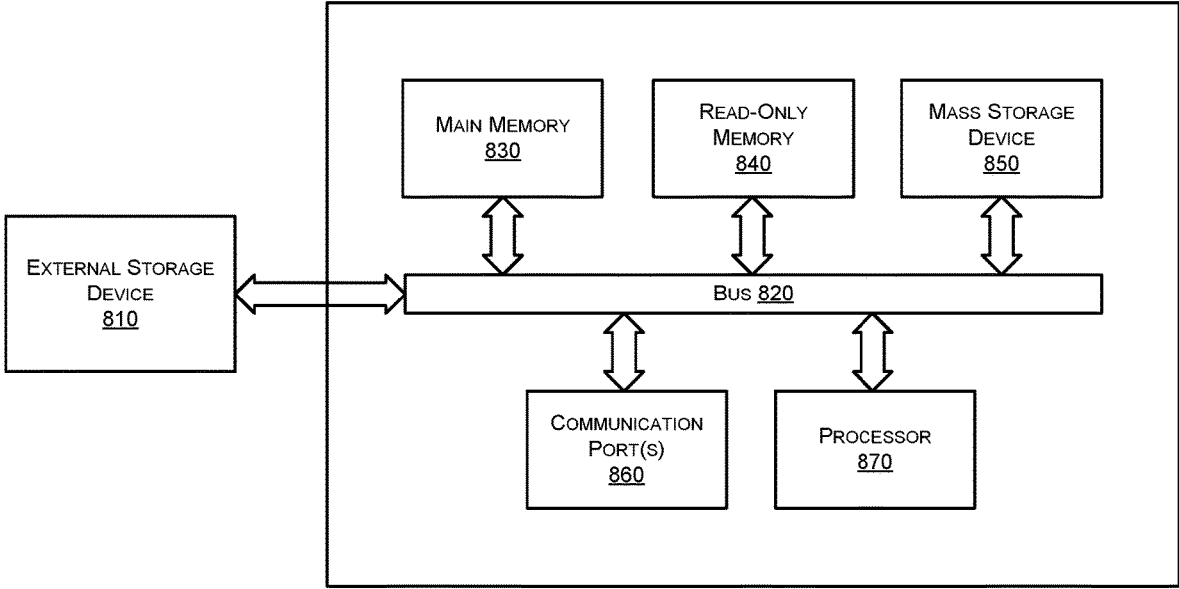 MAIN MEMORY
830
READ-ONLY
MEMORY
840
MASS STORAGE
DEVICE
850
EXTERNAL STORAGE
DEVICE
810
BUS 820
COMMUNICATION
PORT(S)
860
PROCESSOR
870